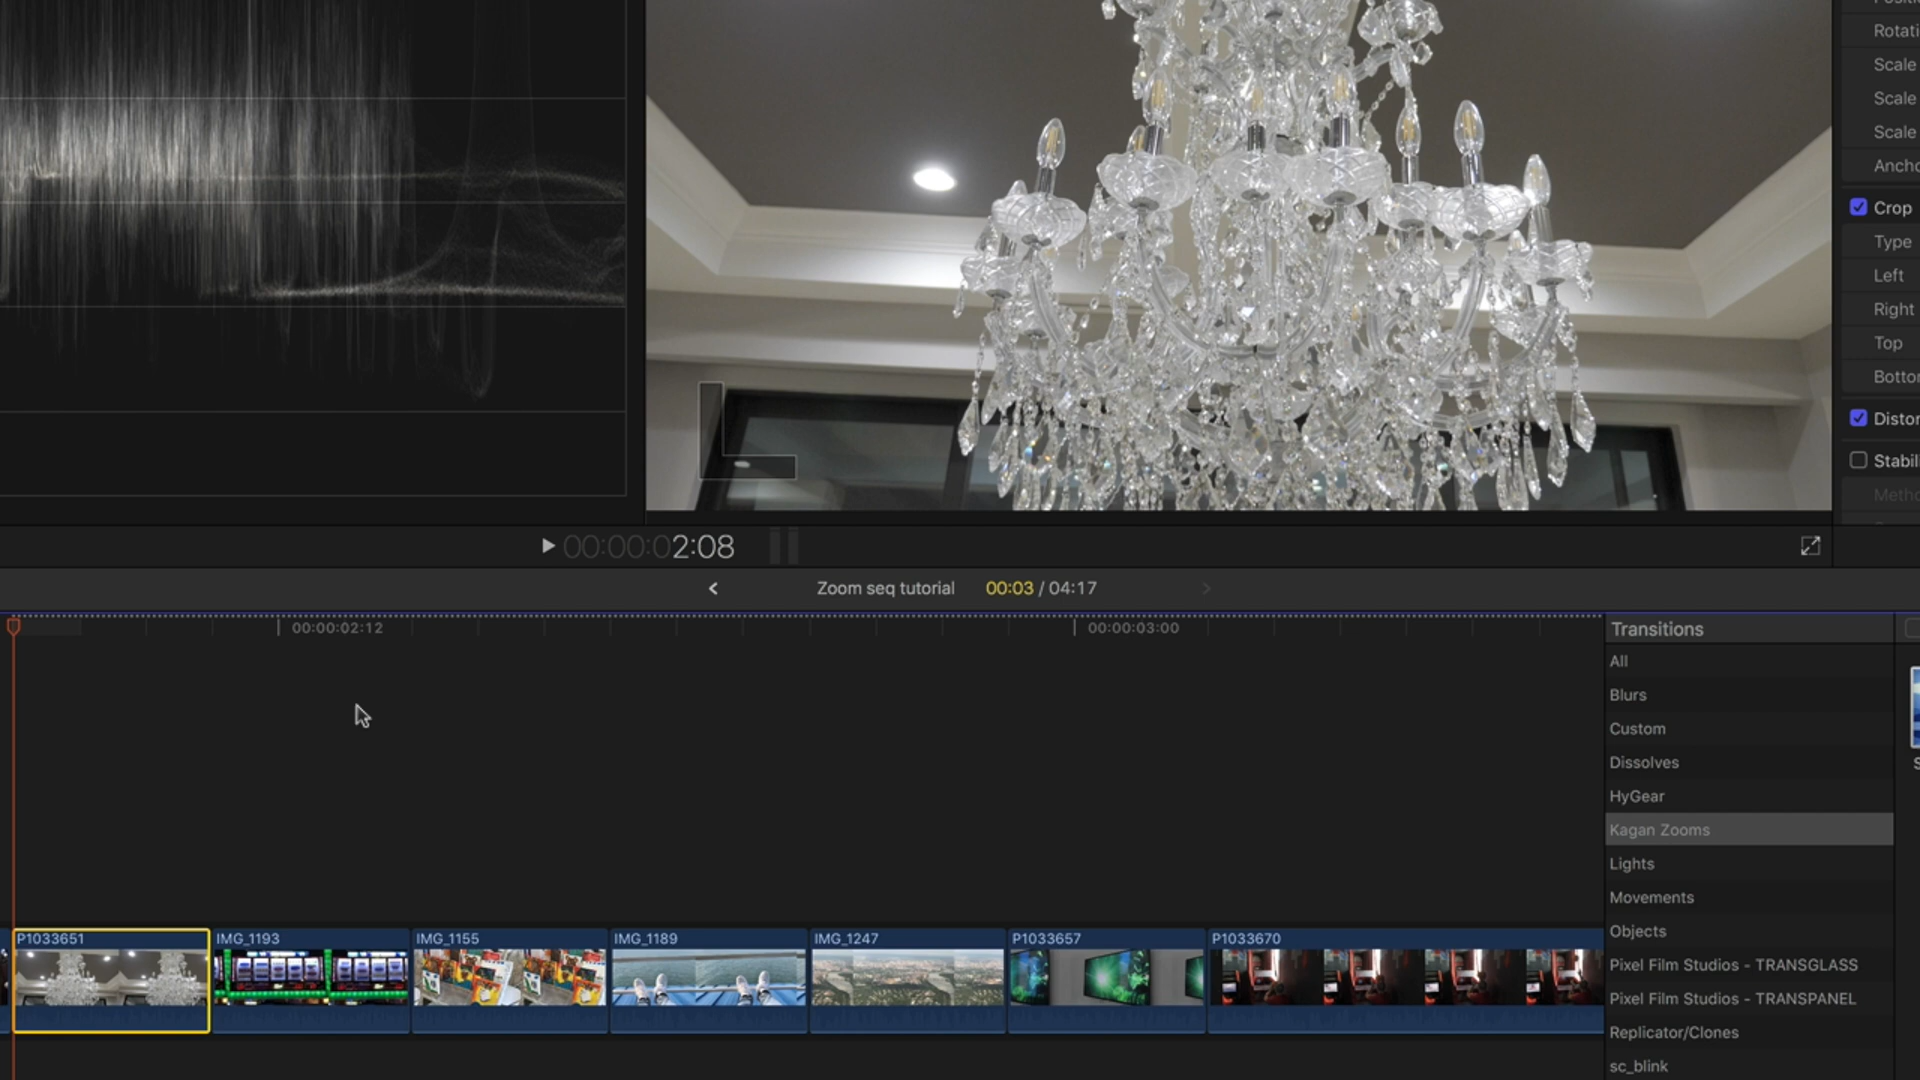 Rotati
Scale
Scale
Scale
Ancho
Crop
Type
Left
Right
Top
Botto
Distor
Stabil
Metho
00:00:02:08
Zoom seq tutorial 00:03 / 04:17
00:00:02:12
00:00:03:00
Transitions
All
Blurs
Custom
Dissolves
HyGear
Kagan Zooms
Lights
Movements
Objects
Pixel Film Studios - TRANSGLASS
Pixel Film Studios - TRANSPANEL
Replicator/Clones
sc_blink
P1033651
IMG_1193
IMG_1155
IMG_1189
IMG_1247
P1033657
P1033670